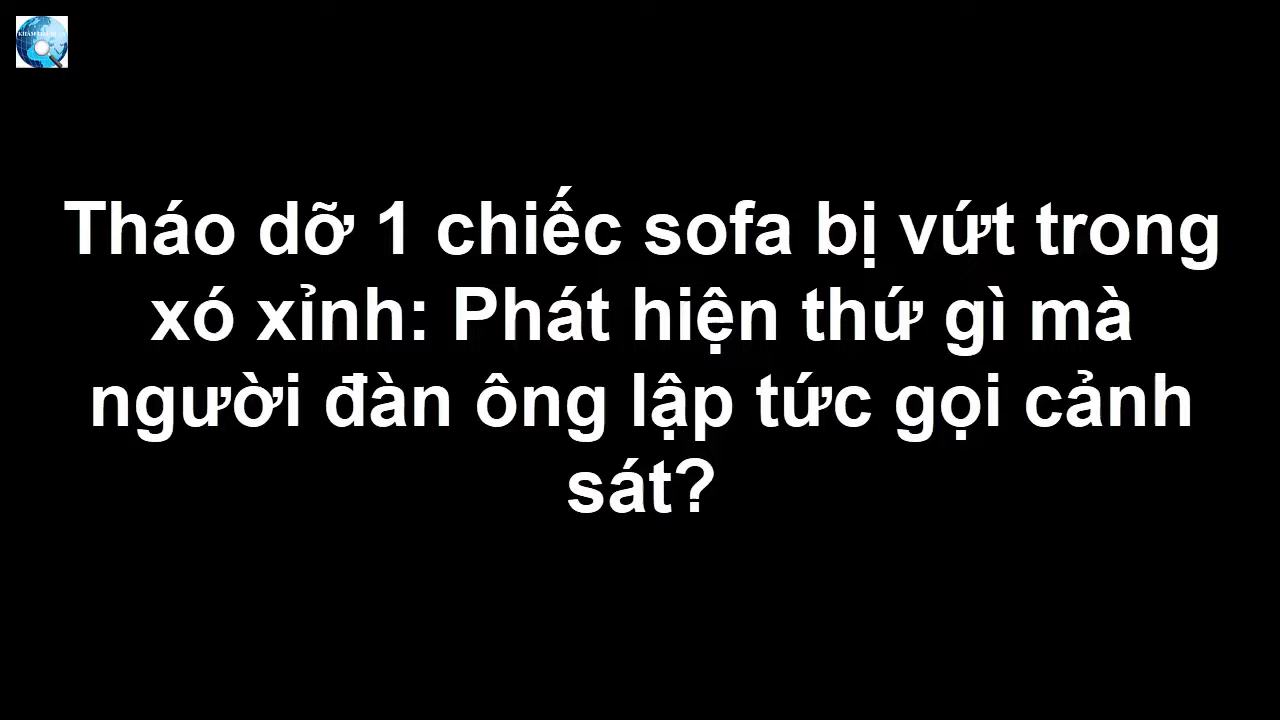 Tháo dỡ 1 chiếc sofa bị vứt trong
xó xỉnh: Phát hiện thứ gì mà
người đàn ông lập tức gọi cảnh
sát?